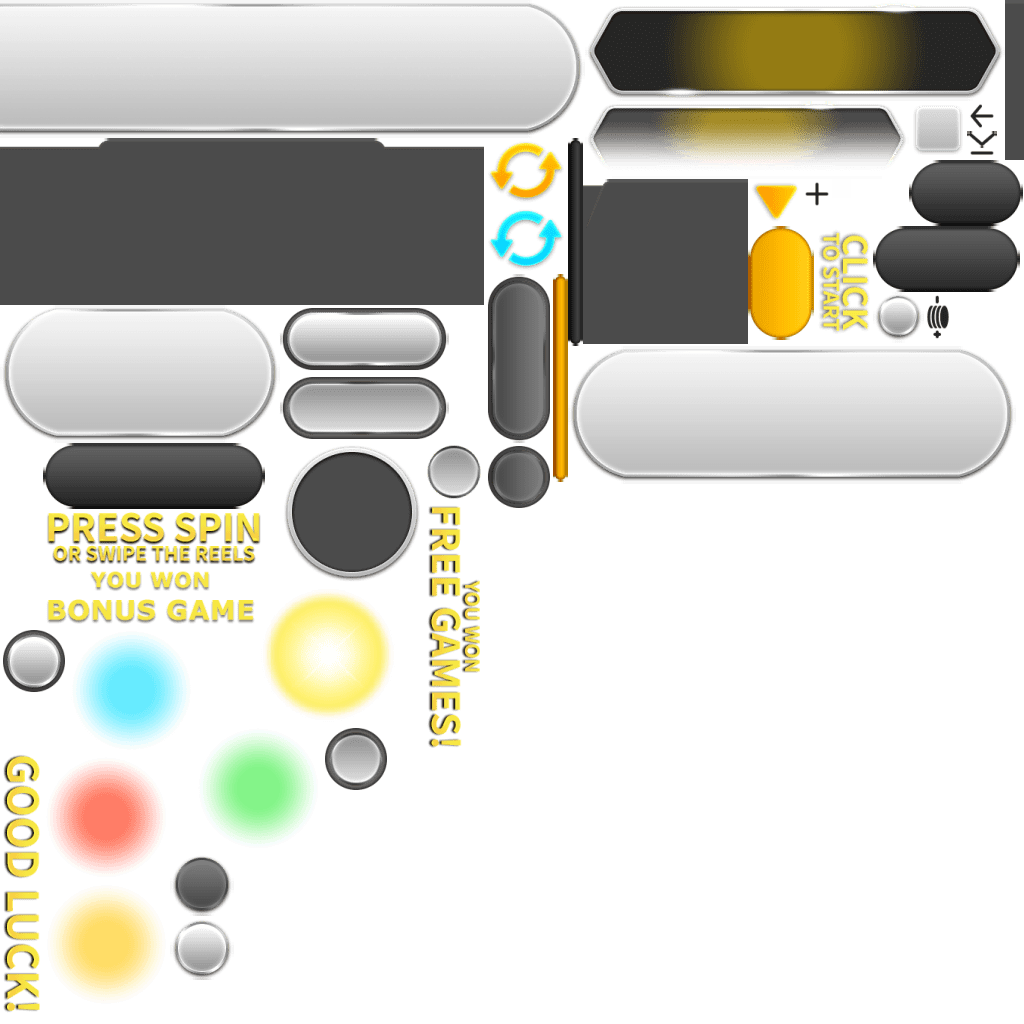 CLICK
TO START
PRESS SPIN
OR SWIPE THE REELS
YOU WON
BONUS GAME
YOU WON
FREE GAMES!
GOOD LUCK!